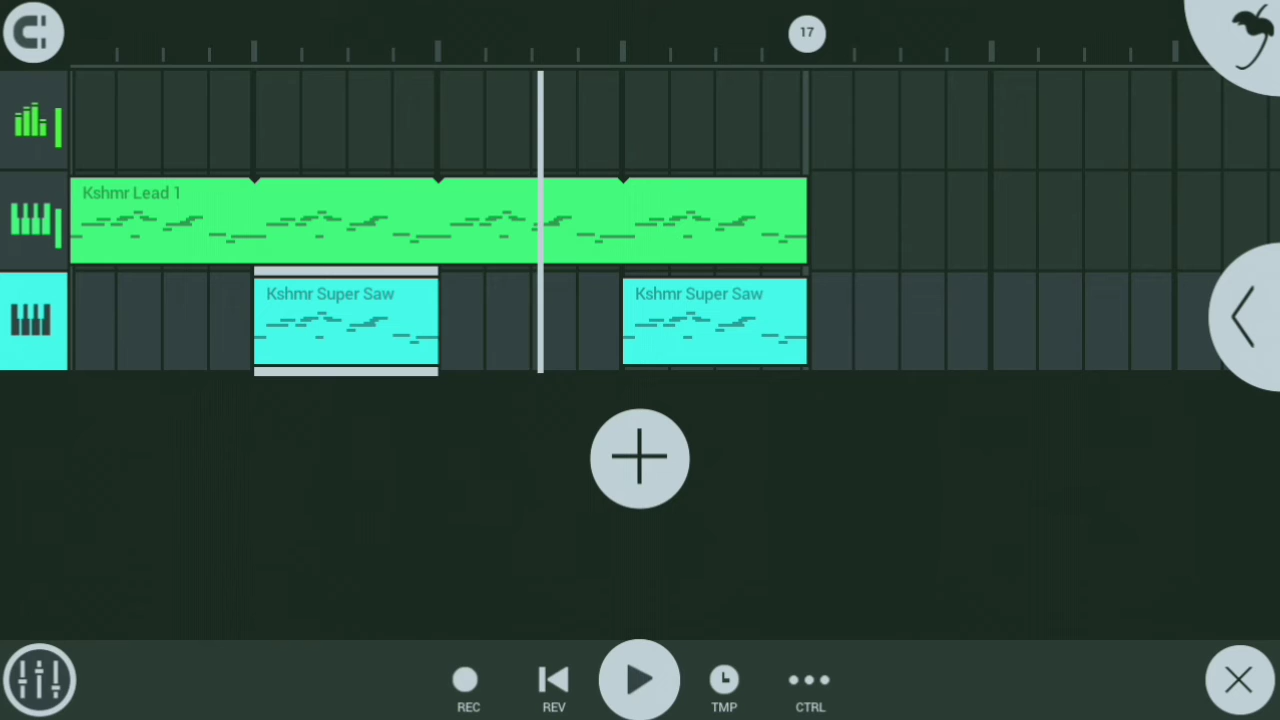 17
Kshmr Lead 1
Kshmr Super Saw
Kshmr Super Saw
REC
REV
TMP
CTRL